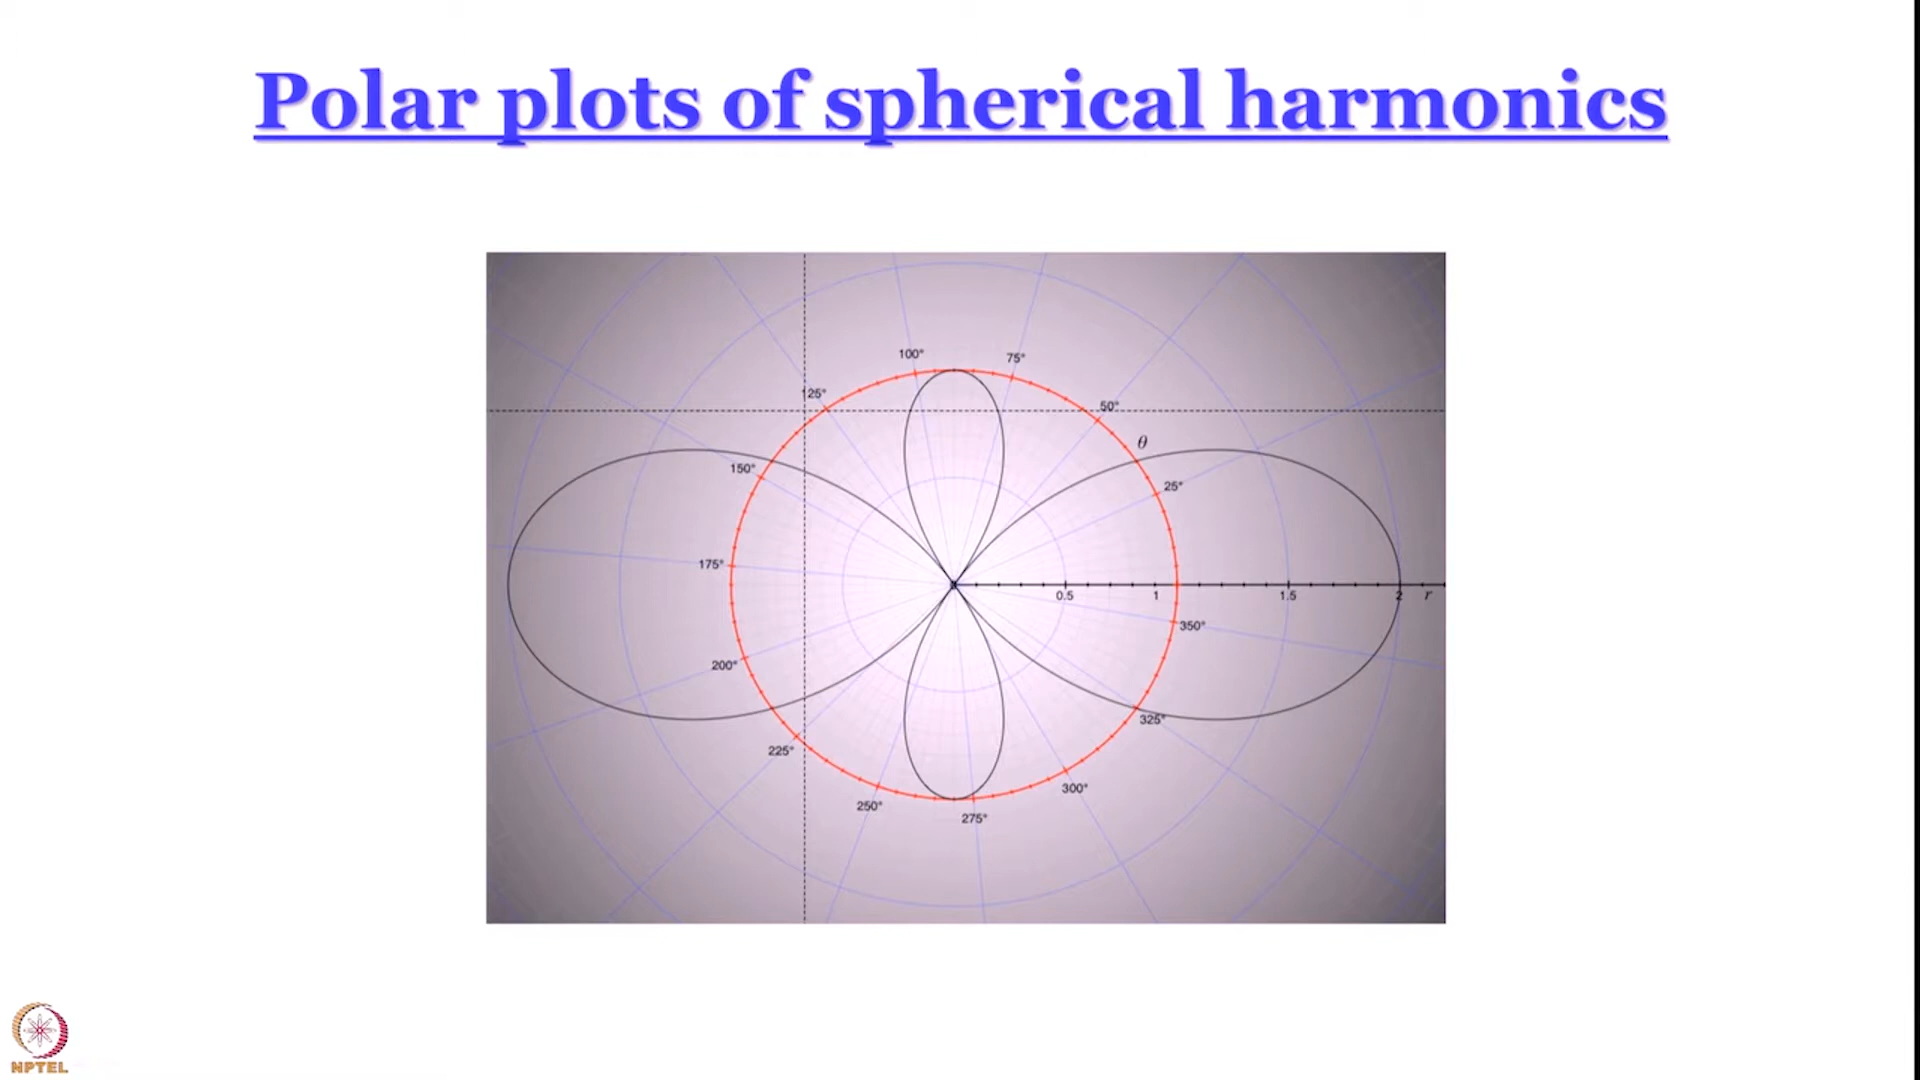 Polar plots of spherical harmonics
100° 75°
125° 50°
θ
150° 25°
175°
0.5 1 1.5 2 r
350°
200°
325°
225°
300°
250°
275°
NPTEL